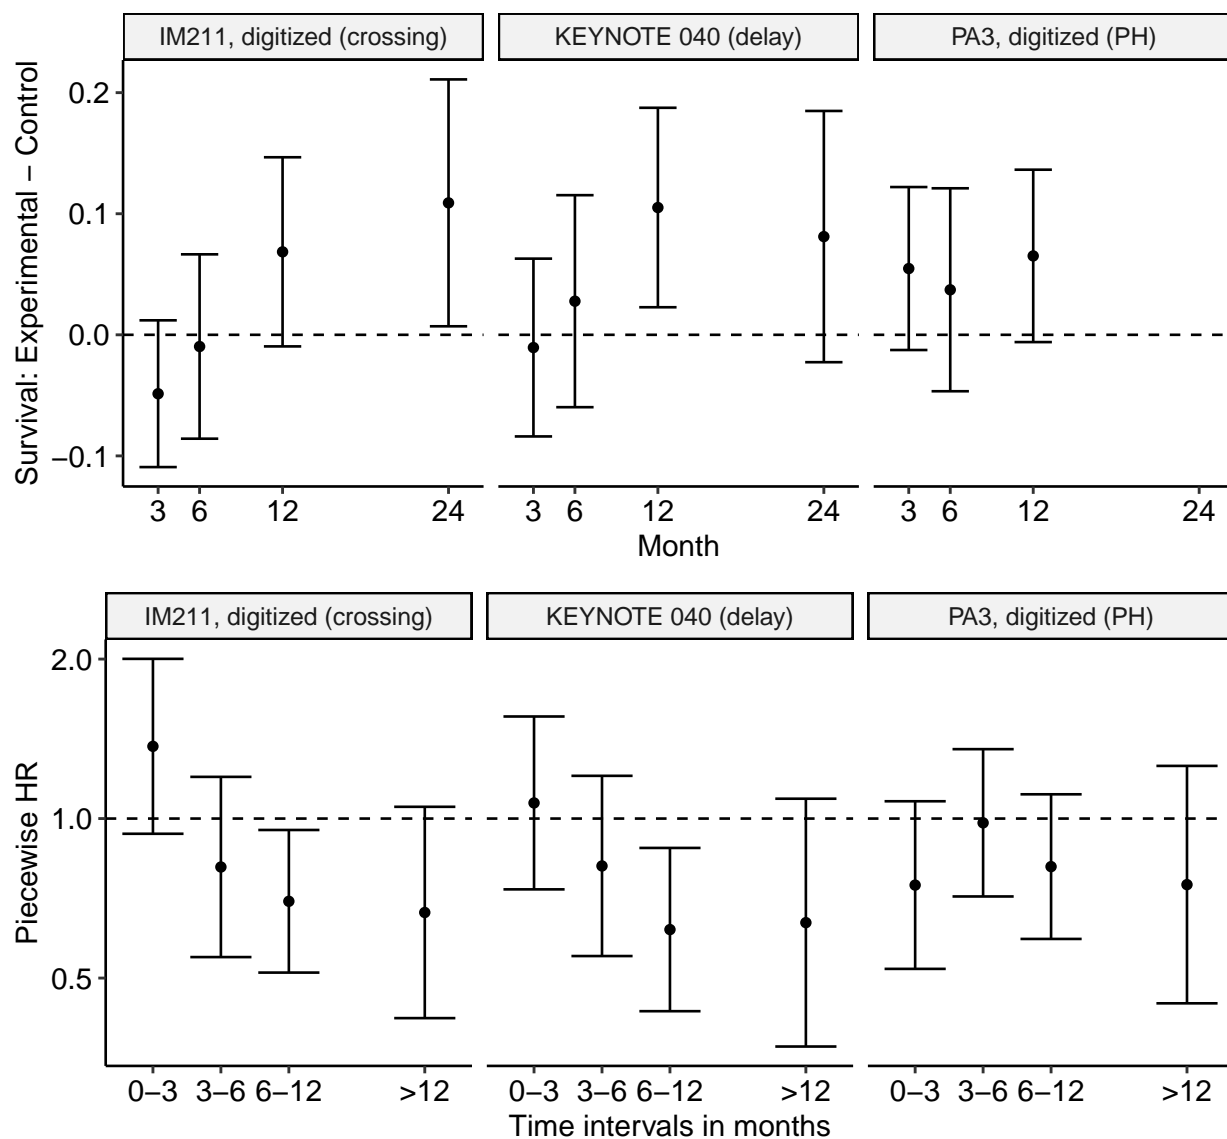 IM211, digitized (crossing) KEYNOTE 040 (delay) PA3, digitized (PH)
Survival: Experimental − Control
0.2
0.1
0.0
−0.1
3 6 12 24 3 6 12 24 3 6 12 24
Month
IM211, digitized (crossing) KEYNOTE 040 (delay) PA3, digitized (PH)
Piecewise HR
2.0
1.0
0.5
0−3 3−6 6−12 >12 0−3 3−6 6−12 >12 0−3 3−6 6−12 >12
Time intervals in months